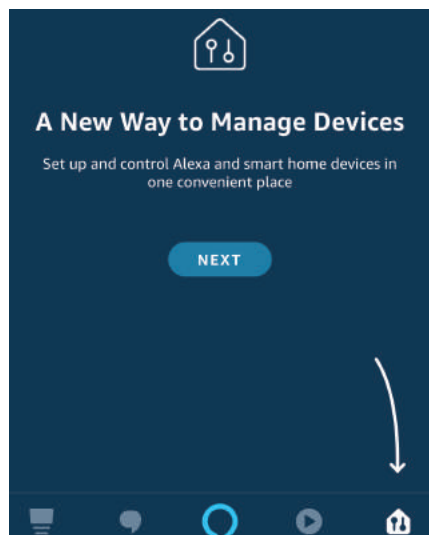 A New Way to Manage Devices
Set up and control Alexa and smart home devices in
one convenient place
NEXT